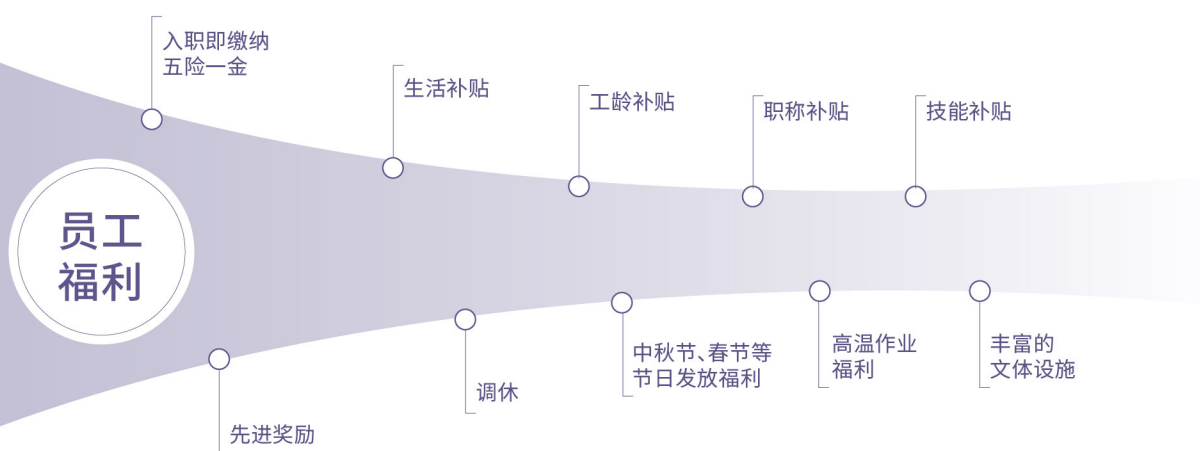 员工
福利
入职即缴纳
五险一金
生活补贴
工龄补贴
职称补贴
技能补贴
先进奖励
调休
中秋节、春节等
节日发放福利
高温作业
福利
丰富的
文体设施